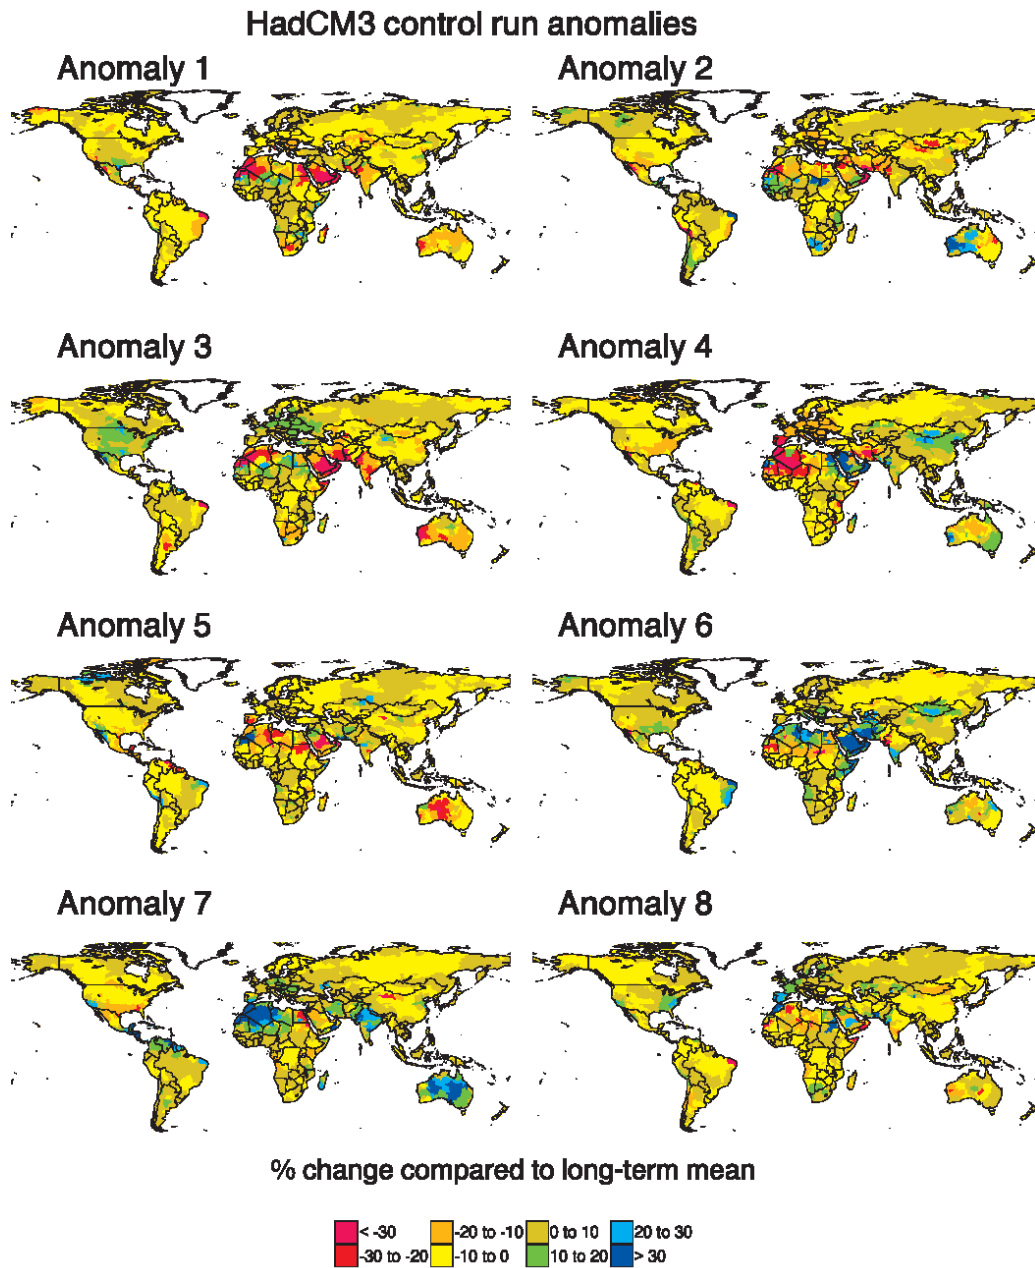 HadCM3 control run anomalies
Anomaly 1
Anomaly 2
Anomaly 3
Anomaly 4
Anomaly 5
Anomaly 6
Anomaly 7
Anomaly 8
% change compared to long-term mean
< -30 -20 to -10 0 to 10 20 to 30
-30 to -20 -10 to 0 10 to 20 > 30